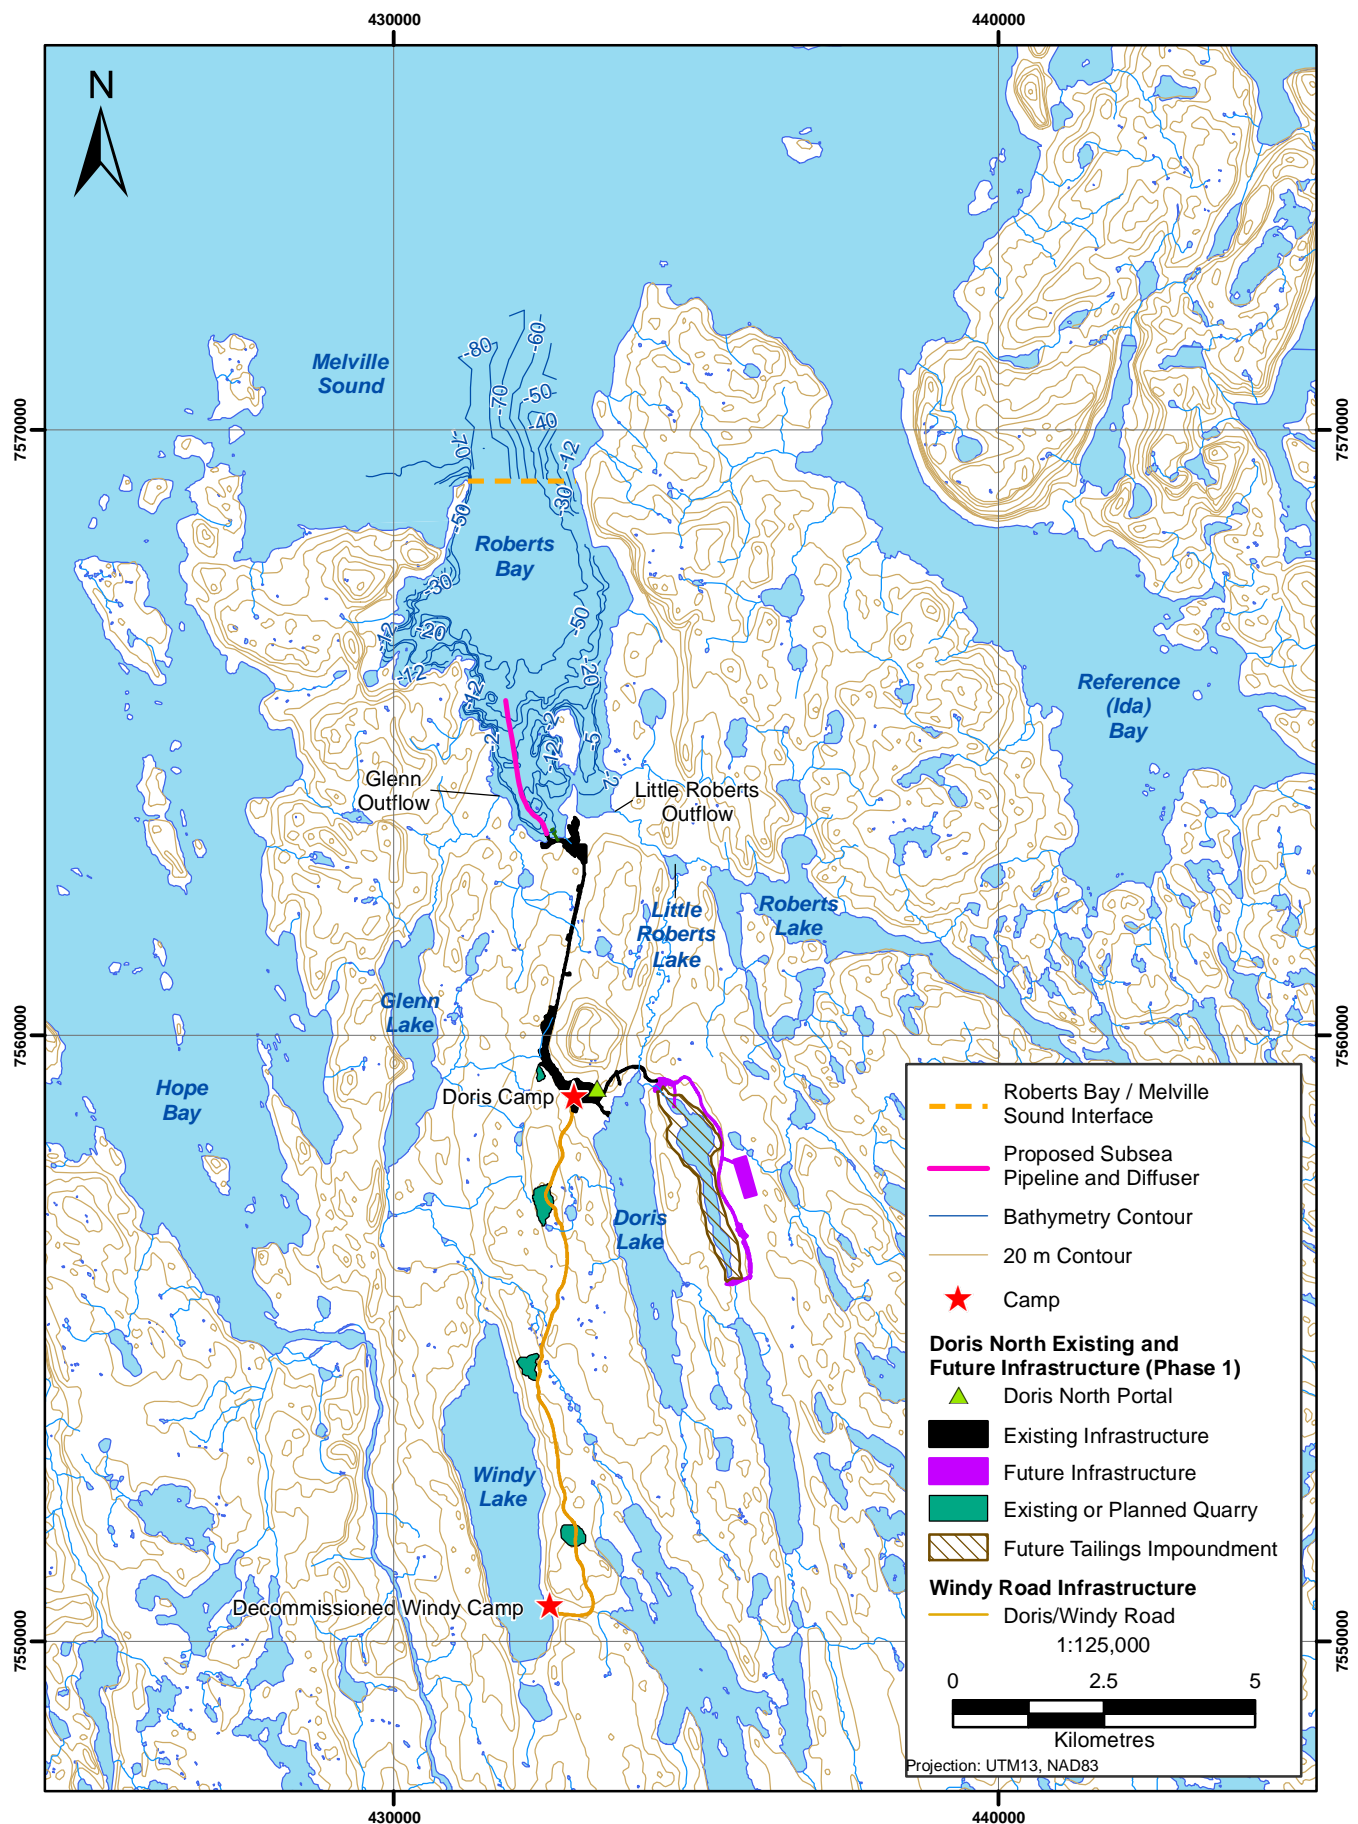 430000
440000
N
-80
-60
Melville
Sound
-70
-50
-40
7570000
7570000
-70
-12
-30
-50
Roberts
Bay
-30
-50
-12
-20
-12
-20
-12
Reference
(Ida)
Bay
-2
-2
-12
-5
-2
Glenn
Outflow
Little Roberts
Outflow
Little
Roberts
Lake
Roberts
Lake
Glenn
Lake
7560000
7560000
Hope
Bay
Doris Camp
Doris
Lake
Windy
Lake
Decommissioned Windy Camp
7550000
7550000
Roberts Bay / Melville
Sound Interface
Proposed Subsea
Pipeline and Diffuser
Bathymetry Contour
20 m Contour
Camp
Doris North Existing and
Future Infrastructure (Phase 1)
Doris North Portal
Existing Infrastructure
Future Infrastructure
Existing or Planned Quarry
Future Tailings Impoundment
Windy Road Infrastructure
Doris/Windy Road
1:125,000
0 2.5 5
Kilometres
Projection: UTM13, NAD83
430000
440000